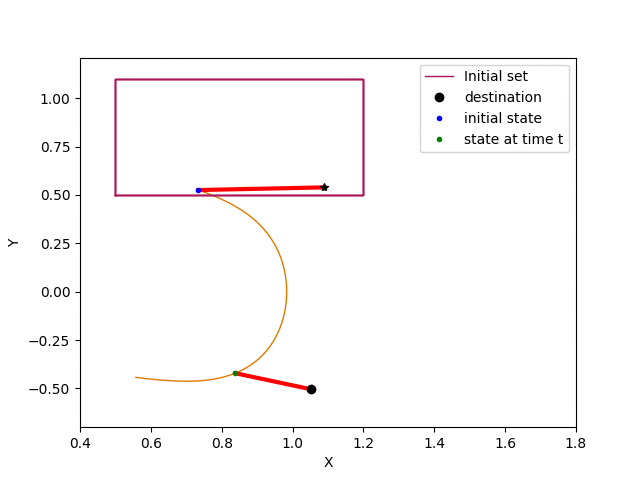 Initial set
destination
initial state
state at time t
1.00
0.75
0.50
0.25
0.00
−0.25
−0.50
Y
0.4 0.6 0.8 1.0 1.2 1.4 1.6 1.8
X